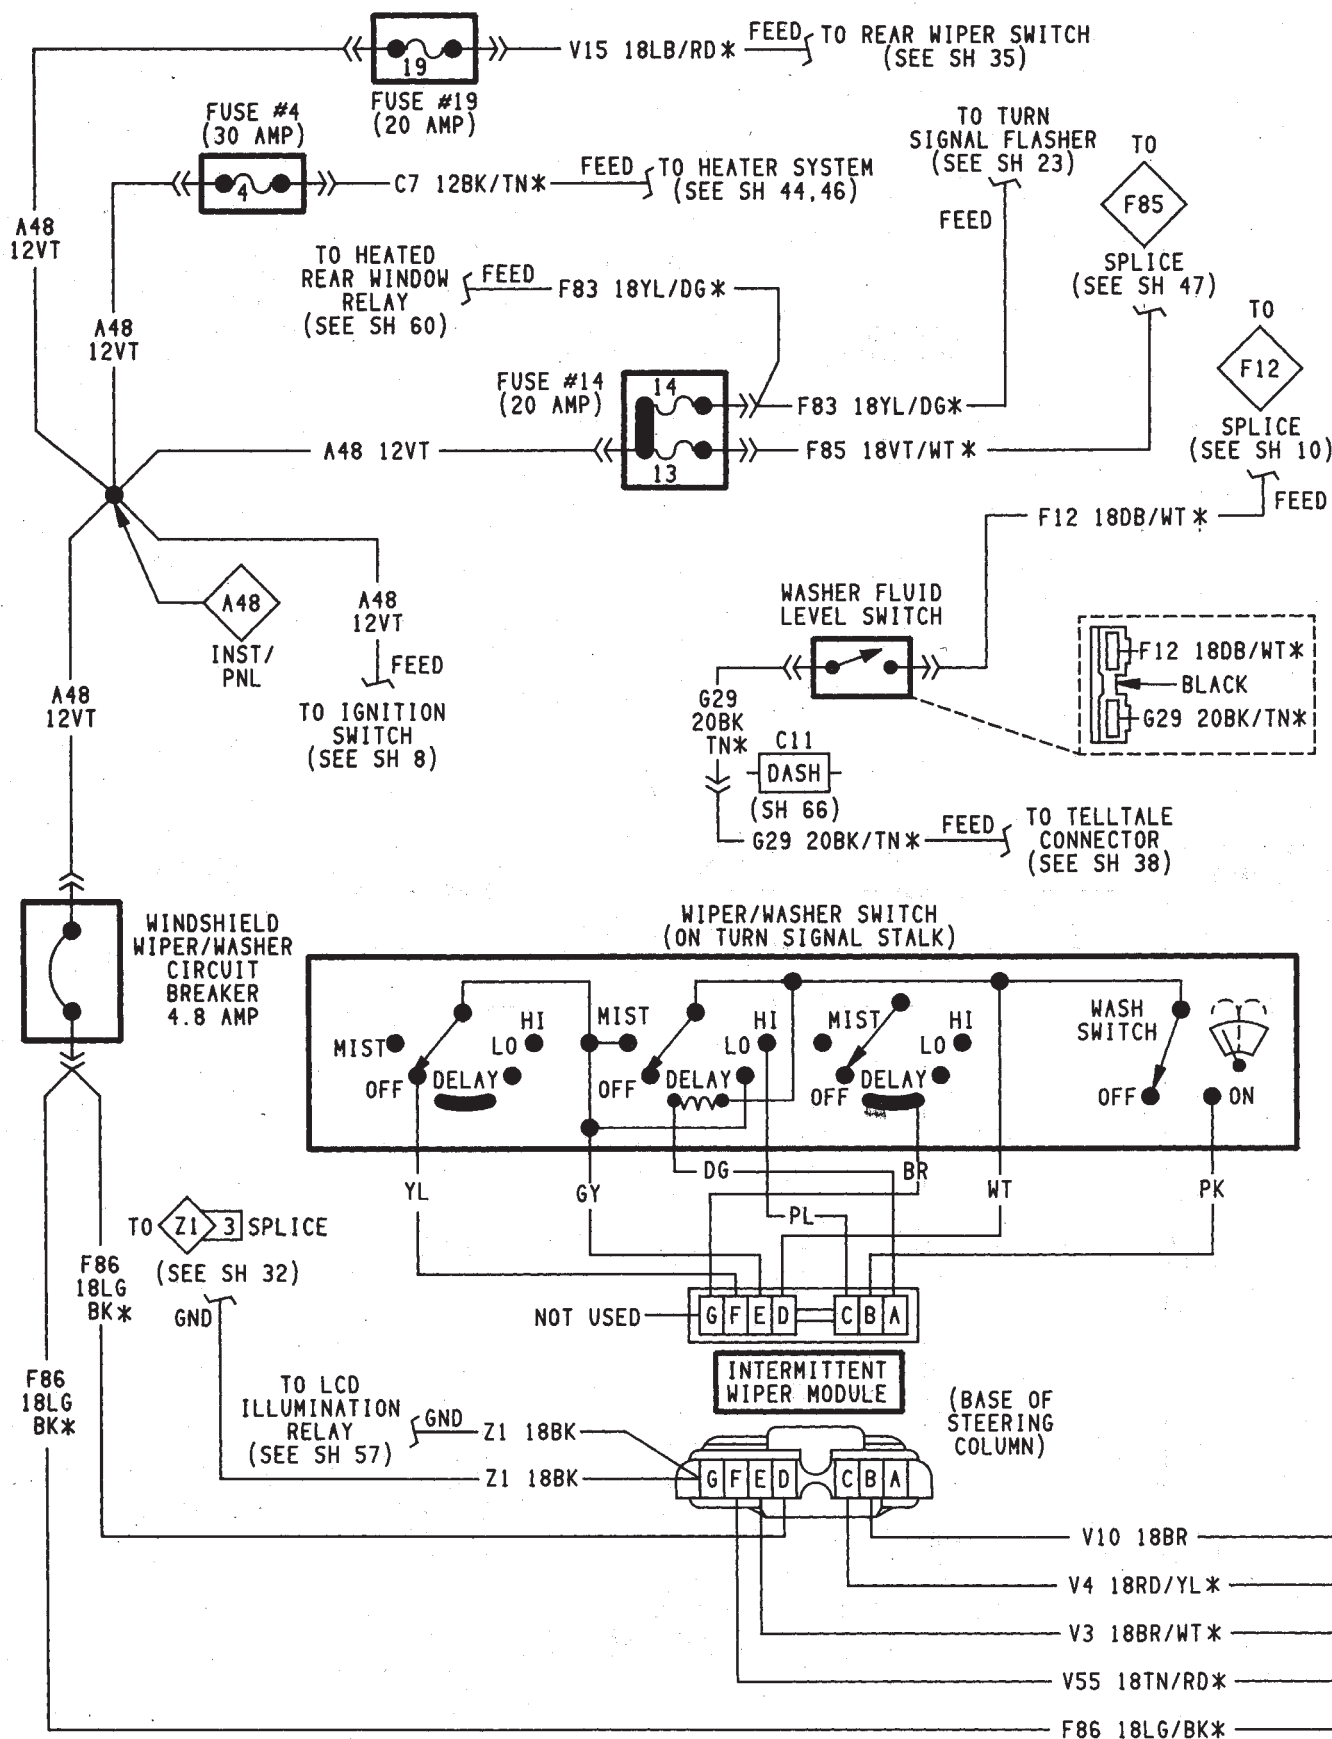 19
FUSE #19
(20 AMP)
V15 18LB/RD*
FEED
TO REAR WIPER SWITCH
(SEE SH 35)
FUSE #4
(30 AMP)
4
C7 12BK/TN*
FEED
TO HEATER SYSTEM
(SEE SH 44,46)
TO TURN
SIGNAL FLASHER
(SEE SH 23)
FEED
TO
F85
SPLICE
(SEE SH 47)
A48
12VT
A48
12VT
TO HEATED
REAR WINDOW
RELAY
(SEE SH 60)
FEED
F83 18YL/DG*
TO
F12
SPLICE
(SEE SH 10)
FEED
FUSE #14
(20 AMP)
14
13
F83 18YL/DG*
A48 12VT
F85 18VT/WT*
F12 18DB/WT*
A48
INST/
PNL
A48
12VT
FEED
TO IGNITION
SWITCH
(SEE SH 8)
A48
12VT
WASHER FLUID
LEVEL SWITCH
F12 18DB/WT*
BLACK
G29 20BK/TN*
G29
20BK
TN*
C11
DASH
(SH 66)
G29 20BK/TN*
FEED
TO TELLTALE
CONNECTOR
(SEE SH 38)
WINDSHIELD
WIPER/WASHER
CIRCUIT
BREAKER
4.8 AMP
WIPER/WASHER SWITCH
(ON TURN SIGNAL STALK)
MIST
OFF
DELAY
LO
HI
MIST
OFF
DELAY
LO
HI
MIST
OFF
DELAY
LO
HI
WASH
SWITCH
OFF
ON
YL
GY
DG
PL
BR
WT
PK
TO
Z1
3
SPLICE
(SEE SH 32)
GND
F86
18LG
BK*
F86
18LG
BK*
NOT USED
G F E D C B A
INTERMITTENT
WIPER MODULE
(BASE OF
STEERING
COLUMN)
TO LCD
ILLUMINATION
RELAY
(SEE SH 57)
GND
Z1 18BK
Z1 18BK
G F E D C B A
V10 18BR
V4 18RD/YL*
V3 18BR/WT*
V55 18TN/RD*
F86 18LG/BK*